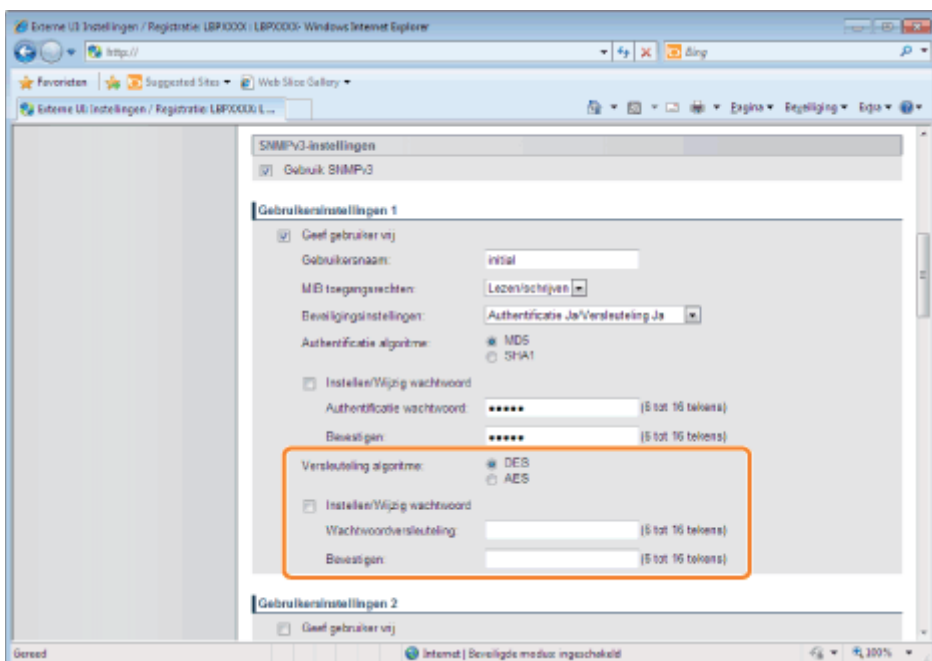 Externe UI: Instellingen / Registratie: LBPXXXX : LBPXXXX - Windows Internet Explorer
http://
Bing
Favorieten Suggested Sites Web Slice Gallery
Externe UI: Instellingen / Registratie: LBPXXXX: L ...
Pagina Beveiliging Extra
SNMPv3-instellingen
Gebruik SNMPv3
Gebruikersinstellingen 1
Geef gebruiker vrij
Gebruikersnaam: initial
MIB toegangsrechten: Lezen/schrijven
Beveiligingsinstellingen: Authentificatie Ja/Versleuteling Ja
Authentificatie algoritme: MD5
SHA1
Instellen/Wijzig wachtwoord
Authentificatie wachtwoord: ••••• (6 tot 16 tekens)
Bevestigen: ••••• (6 tot 16 tekens)
Versleuteling algoritme: DES
AES
Instellen/Wijzig wachtwoord
Wachtwoordversleuteling: (6 tot 16 tekens)
Bevestigen: (6 tot 16 tekens)
Gebruikersinstellingen 2
Geef gebruiker vrij
Gereed Internet | Beveiligde modus: ingeschakeld 100%